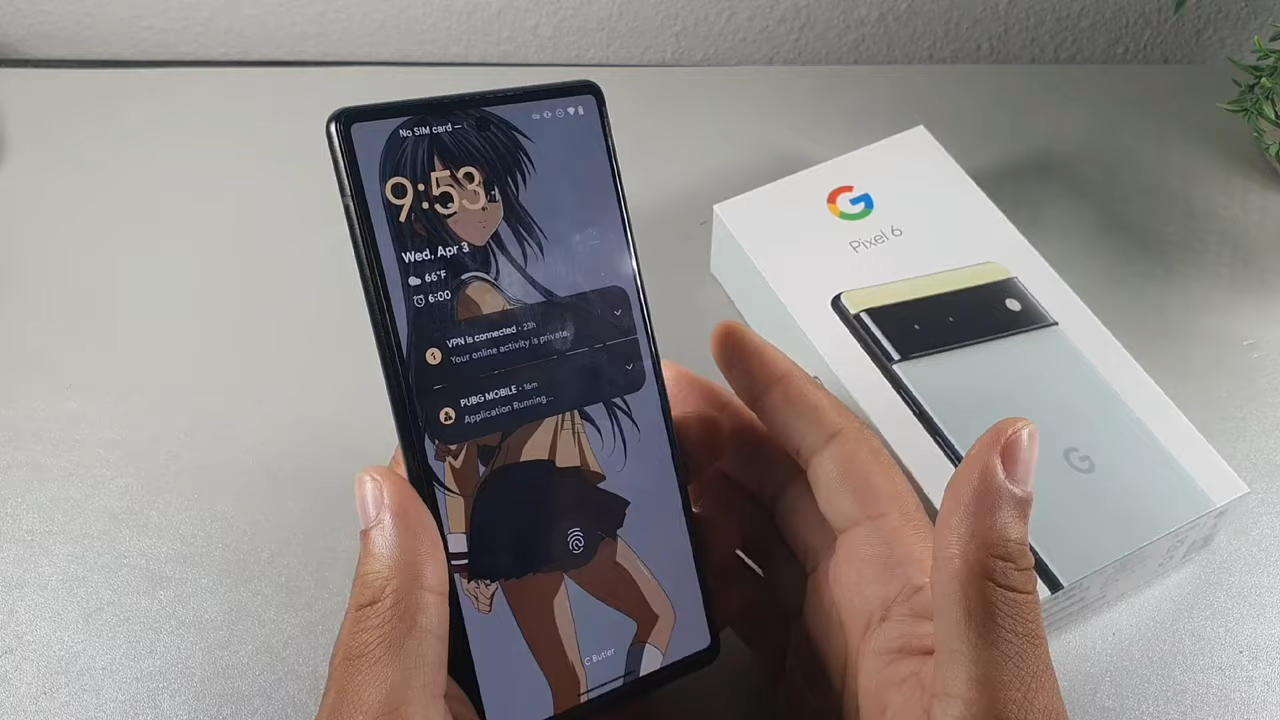 No SIM card —
9:53
Wed, Apr 3
66°F
6:00
VPN is connected • 23h
Your online activity is private.
PUBG MOBILE • 16m
Application Running...
C Butler
G
Pixel 6
G